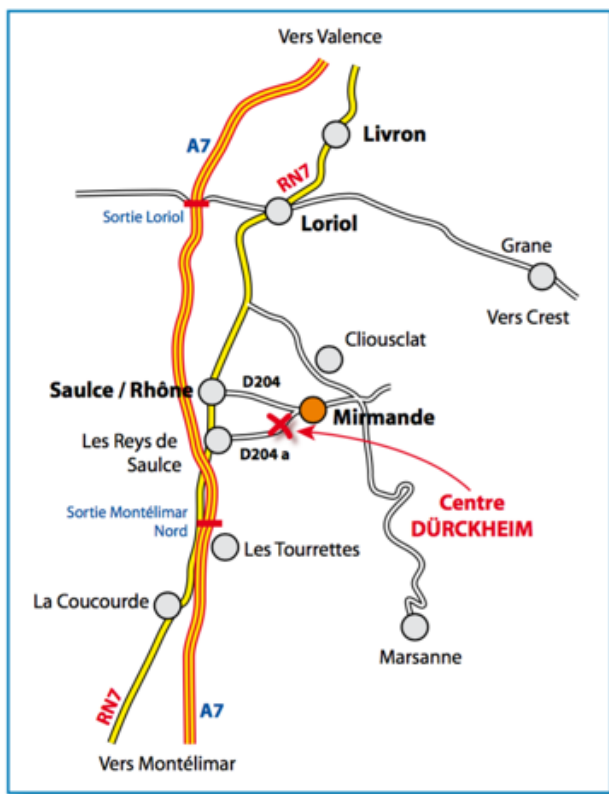 Vers Valence
A7
Livron
RN7
Sortie Loriol
Loriol
Grane
Vers Crest
Cliousclat
Saulce / Rhône
D204
Mirmande
Les Reys de
Saulce
D204 a
Centre
DÜRCKHEIM
Sortie Montélimar
Nord
Les Tourrettes
La Coucourde
Marsanne
RN7
A7
Vers Montélimar